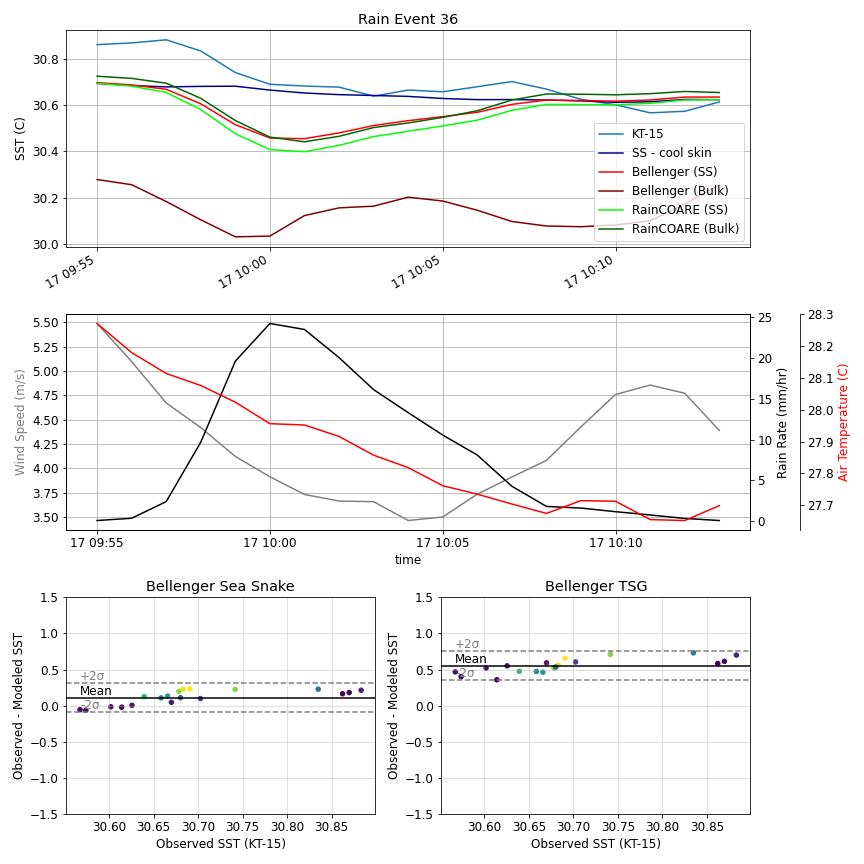 Rain Event 36
SST (C)
30.8
30.6
30.4
30.2
30.0
KT-15
SS - cool skin
Bellenger (SS)
Bellenger (Bulk)
RainCOARE (SS)
RainCOARE (Bulk)
17 09:55
17 10:00
17 10:05
17 10:10
Wind Speed (m/s)
5.50
5.25
5.00
4.75
4.50
4.25
4.00
3.75
3.50
25
20
15
10
5
0
Rain Rate (mm/hr)
28.3
28.2
28.1
28.0
27.9
27.8
27.7
Air Temperature (C)
17 09:55
17 10:00
17 10:05
17 10:10
time
Bellenger Sea Snake
Observed - Modeled SST
1.5
1.0
0.5
0.0
−0.5
−1.0
−1.5
+2σ
Mean
-2σ
30.60
30.65
30.70
30.75
30.80
30.85
Observed SST (KT-15)
Bellenger TSG
Observed - Modeled SST
1.5
1.0
0.5
0.0
−0.5
−1.0
−1.5
+2σ
Mean
-2σ
30.60
30.65
30.70
30.75
30.80
30.85
Observed SST (KT-15)